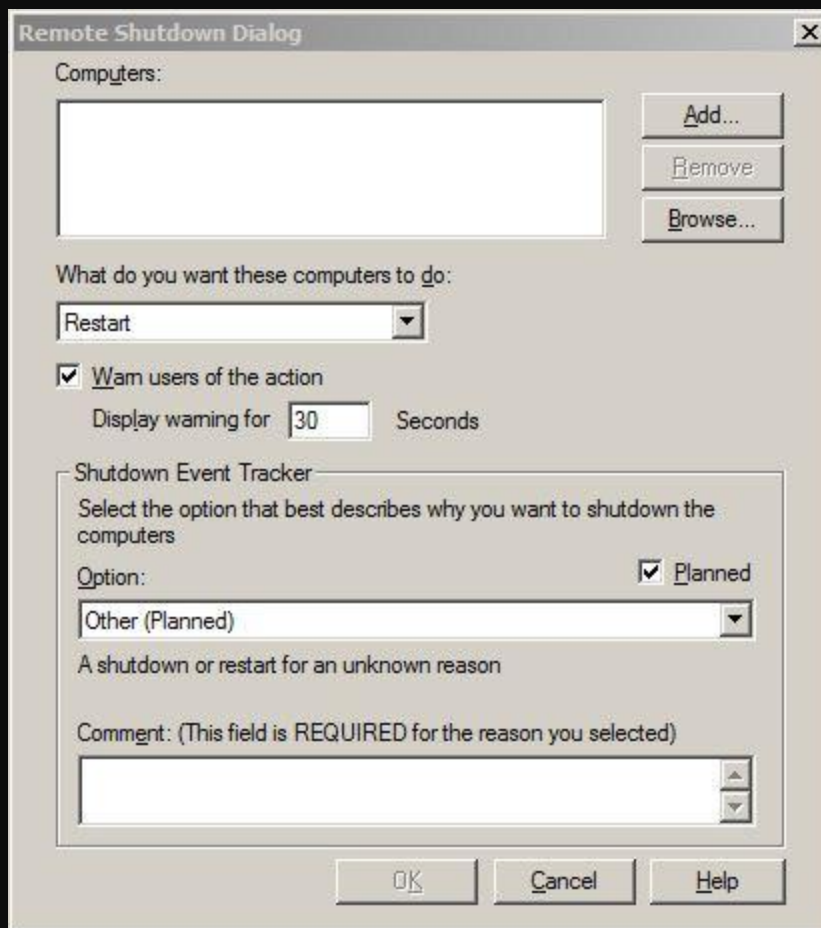 Remote Shutdown Dialog
Computers:
Add...
Remove
Browse...
What do you want these computers to do:
Restart
Warn users of the action
Display warning for 30 Seconds
Shutdown Event Tracker
Select the option that best describes why you want to shutdown the
computers
Option:
Planned
Other (Planned)
A shutdown or restart for an unknown reason
Comment: (This field is REQUIRED for the reason you selected)
OK
Cancel
Help